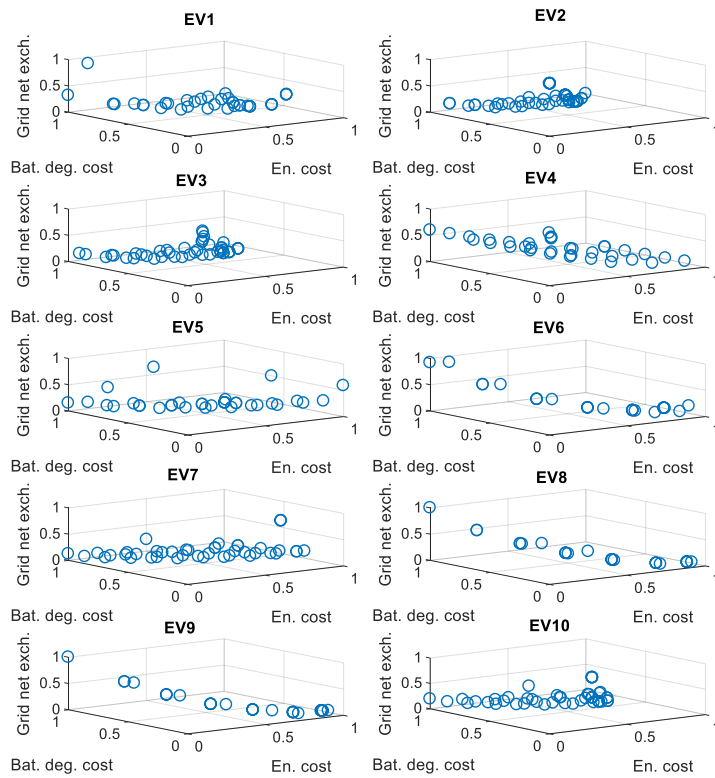 EV1
Grid net exch.
1
0.5
0
1
0.5
0
0
0.5
1
Bat. deg. cost
En. cost
EV2
Grid net exch.
1
0.5
0
1
0.5
0
0
0.5
1
Bat. deg. cost
En. cost
EV3
Grid net exch.
1
0.5
0
1
0.5
0
0
0.5
1
Bat. deg. cost
En. cost
EV4
Grid net exch.
1
0.5
0
1
0.5
0
0
0.5
1
Bat. deg. cost
En. cost
EV5
Grid net exch.
1
0.5
0
1
0.5
0
0
0.5
1
Bat. deg. cost
En. cost
EV6
Grid net exch.
1
0.5
0
1
0.5
0
0
0.5
1
Bat. deg. cost
En. cost
EV7
Grid net exch.
1
0.5
0
1
0.5
0
0
0.5
1
Bat. deg. cost
En. cost
EV8
Grid net exch.
1
0.5
0
1
0.5
0
0
0.5
1
Bat. deg. cost
En. cost
EV9
Grid net exch.
1
0.5
0
1
0.5
0
0
0.5
1
Bat. deg. cost
En. cost
EV10
Grid net exch.
1
0.5
0
1
0.5
0
0
0.5
1
Bat. deg. cost
En. cost